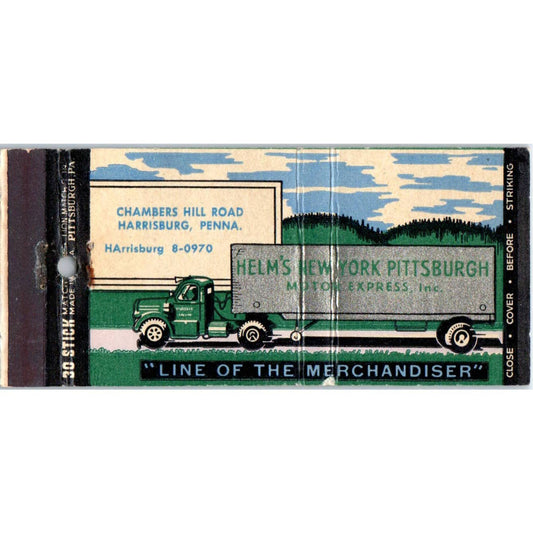 CHAMBERS HILL ROAD
HARRISBURG, PENNA.
HArrisburg 8-0970
HELM'S NEW YORK PITTSBURGH
MOTOR EXPRESS, Inc.
"LINE OF THE MERCHANDISER"
30 STICK
PITTSBURGH, PA
CLOSE • COVER • BEFORE • STRIKING